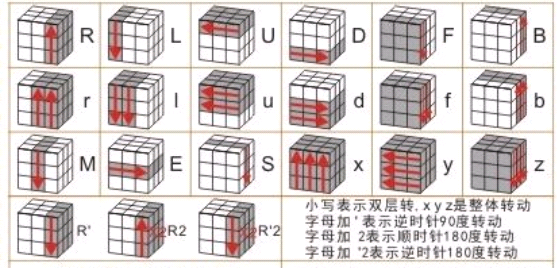 R L U D F B
r l u d f b
M E S x y z
R' R2 R'2
小写表示双层转.x y z是整体转动
字母加 ' 表示逆时针90度转动
字母加 2表示顺时针180度转动
字母加 '2表示逆时针180度转动